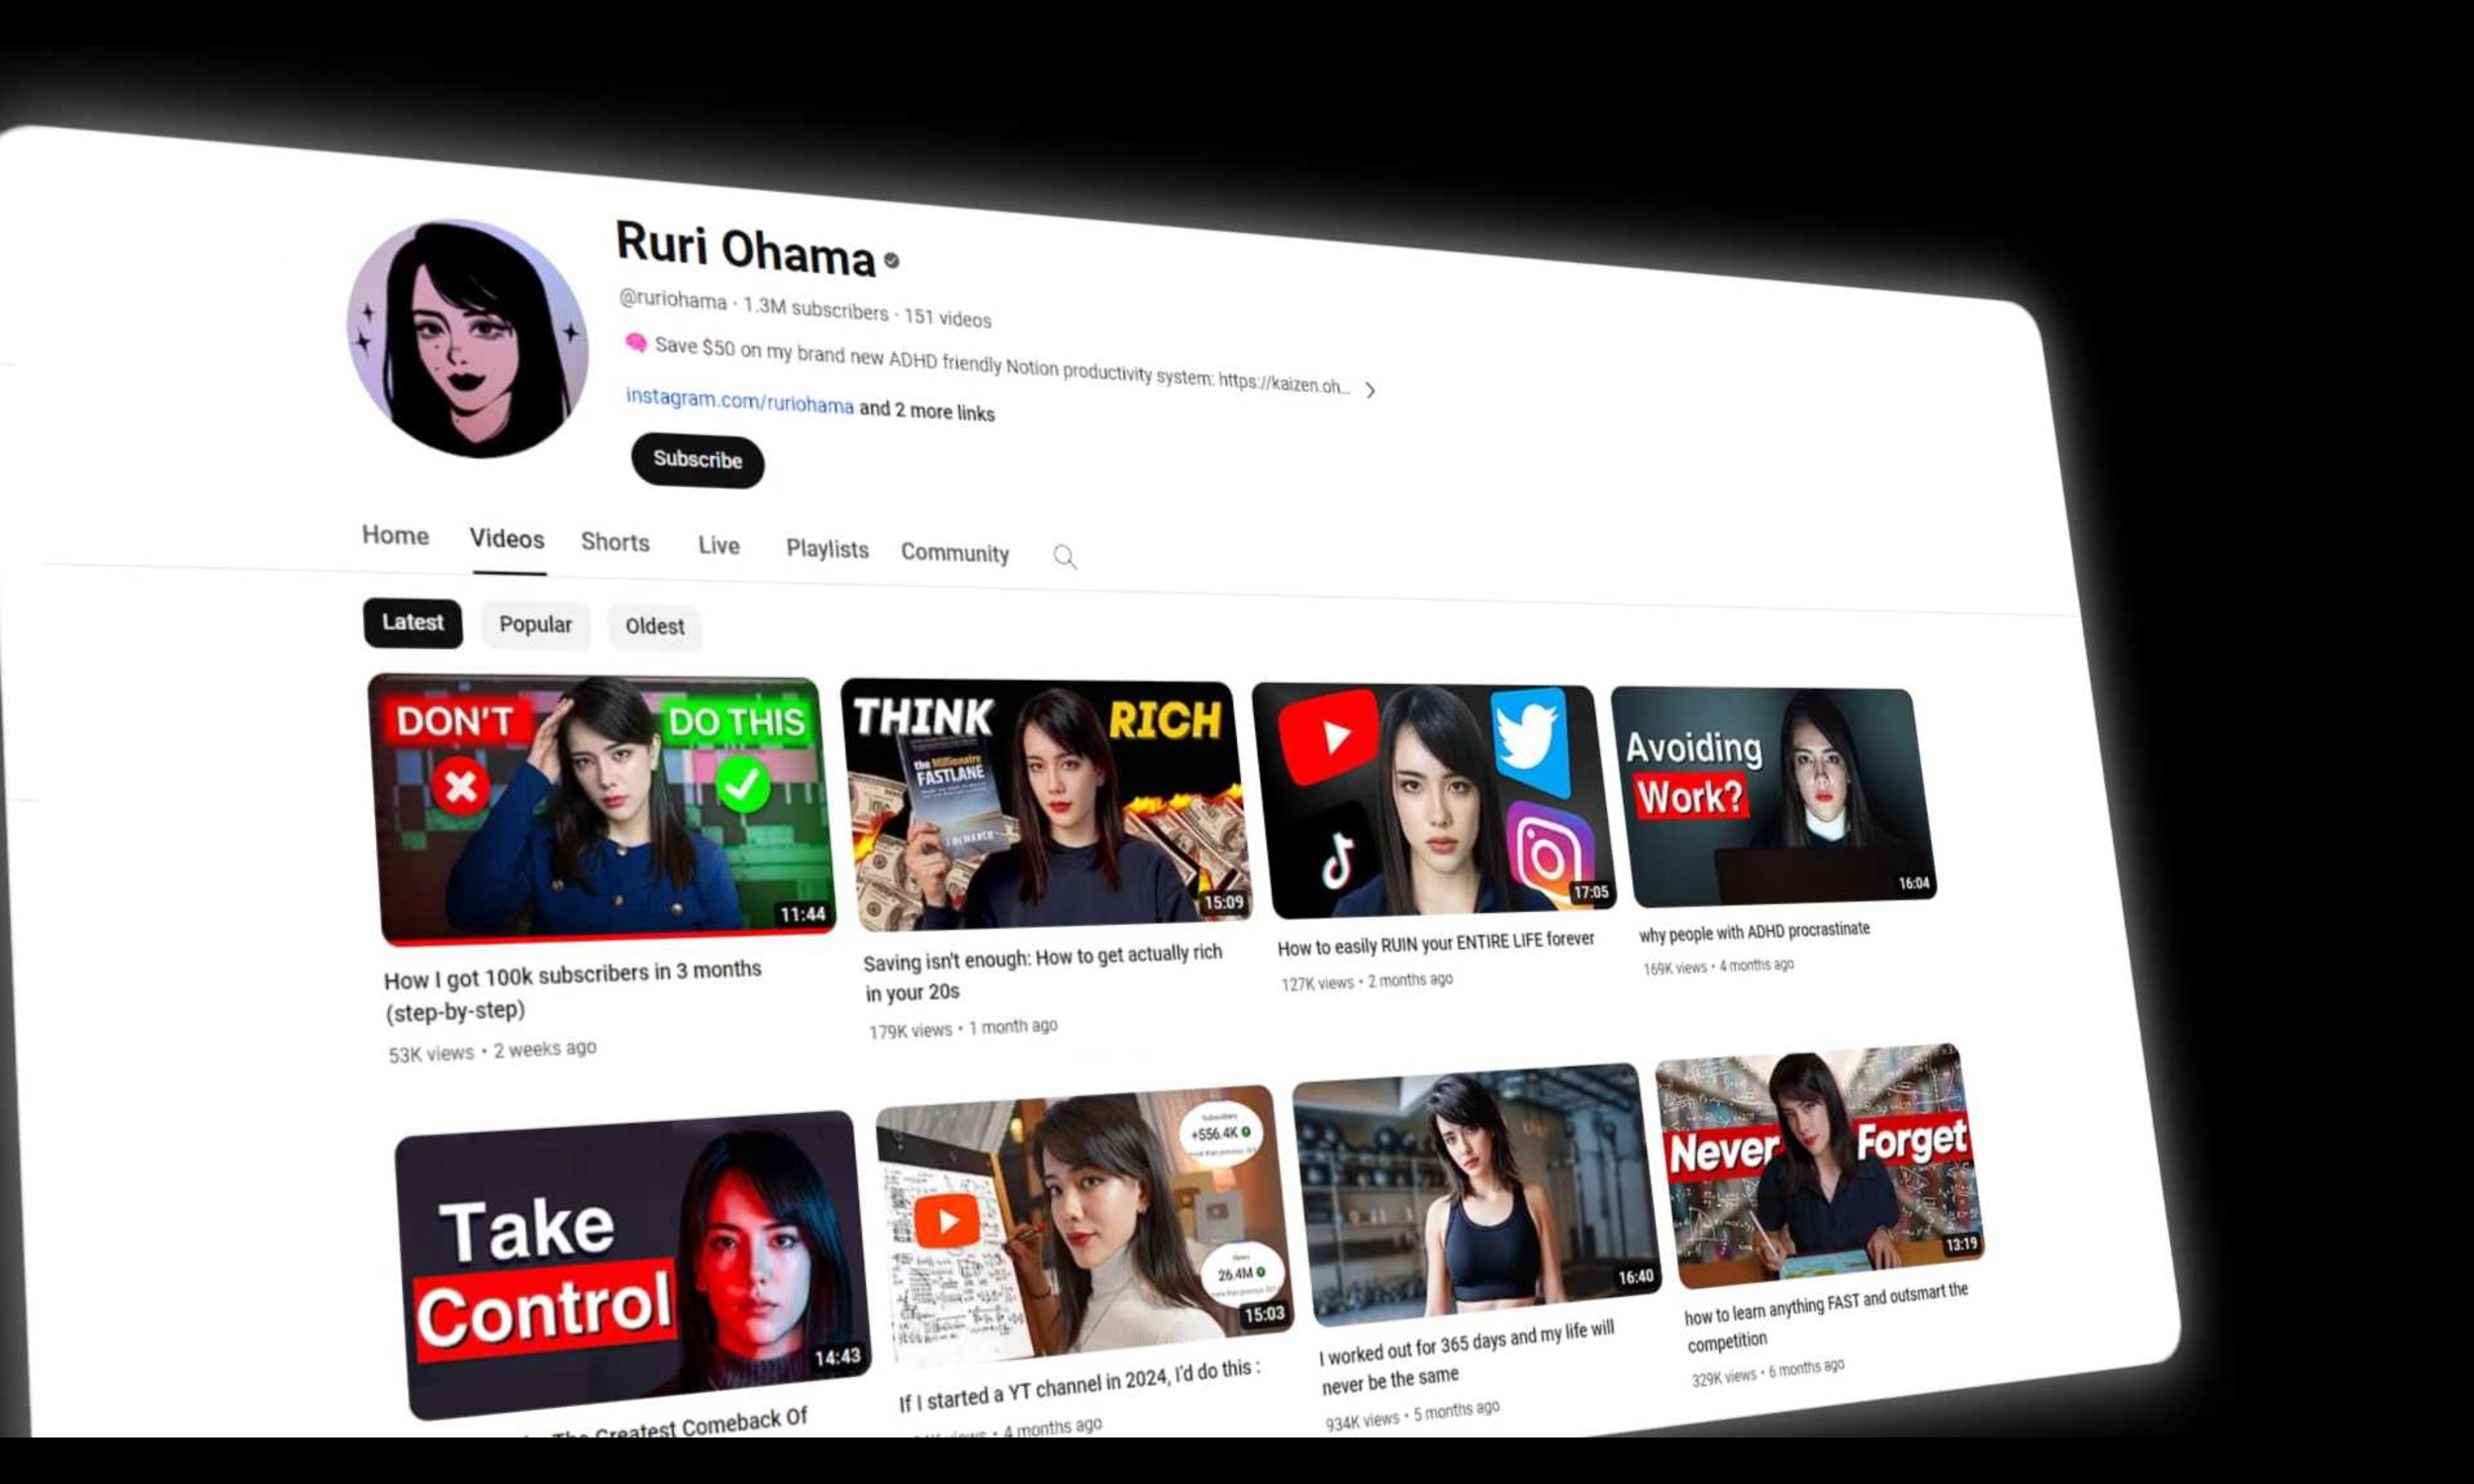 Ruri Ohama
@ruriohama · 1.3M subscribers · 151 videos
Save $50 on my brand new ADHD friendly Notion productivity system: https://kaizen.oh...
instagram.com/ruriohama and 2 more links
Subscribe
Home Videos Shorts Live Playlists Community
Latest Popular Oldest
DON'T DO THIS
11:44
THINK RICH
the Millionaire
FASTLANE
15:09
17:05
Avoiding
Work?
16:04
How I got 100k subscribers in 3 months
(step-by-step)
53K views • 2 weeks ago
Saving isn't enough: How to get actually rich
in your 20s
179K views • 1 month ago
How to easily RUIN your ENTIRE LIFE forever
127K views • 2 months ago
why people with ADHD procrastinate
169K views • 4 months ago
Take
Control
14:43
Subscribers
+556.4K
Views
26.4M
15:03
16:40
Never Forget
13:19
Greatest Comeback Of
If I started a YT channel in 2024, I'd do this :
views • 4 months ago
I worked out for 365 days and my life will
never be the same
934K views • 5 months ago
how to learn anything FAST and outsmart the
competition
329K views • 6 months ago